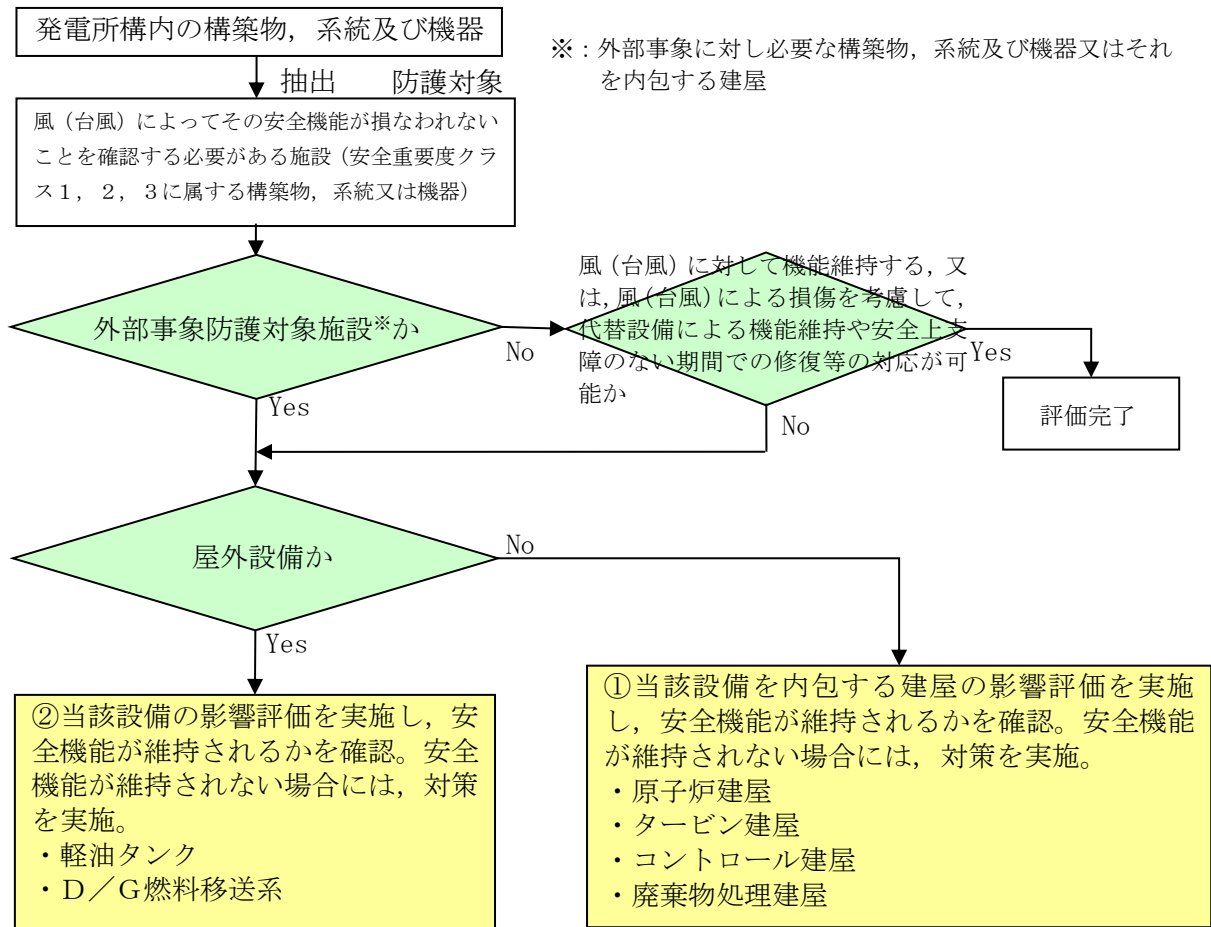 発電所構内の構築物，系統及び機器
※：外部事象に対し必要な構築物，系統及び機器又はそれ
を内包する建屋
抽出　　防護対象
風（台風）によってその安全機能が損なわれない
ことを確認する必要がある施設（安全重要度クラ
ス１，２，３に属する構築物，系統又は機器）
外部事象防護対象施設※か
No
Yes
風（台風）に対して機能維持する，又
は，風（台風）による損傷を考慮して，
代替設備による機能維持や安全上支
障のない期間での修復等の対応が可
能か
Yes
No
評価完了
屋外設備か
No
Yes
②当該設備の影響評価を実施し，安
全機能が維持されるかを確認。安全
機能が維持されない場合には，対策
を実施。
・軽油タンク
・Ｄ／Ｇ燃料移送系
①当該設備を内包する建屋の影響評価を実施
し，安全機能が維持されるかを確認。安全機能
が維持されない場合には，対策を実施。
・原子炉建屋
・タービン建屋
・コントロール建屋
・廃棄物処理建屋